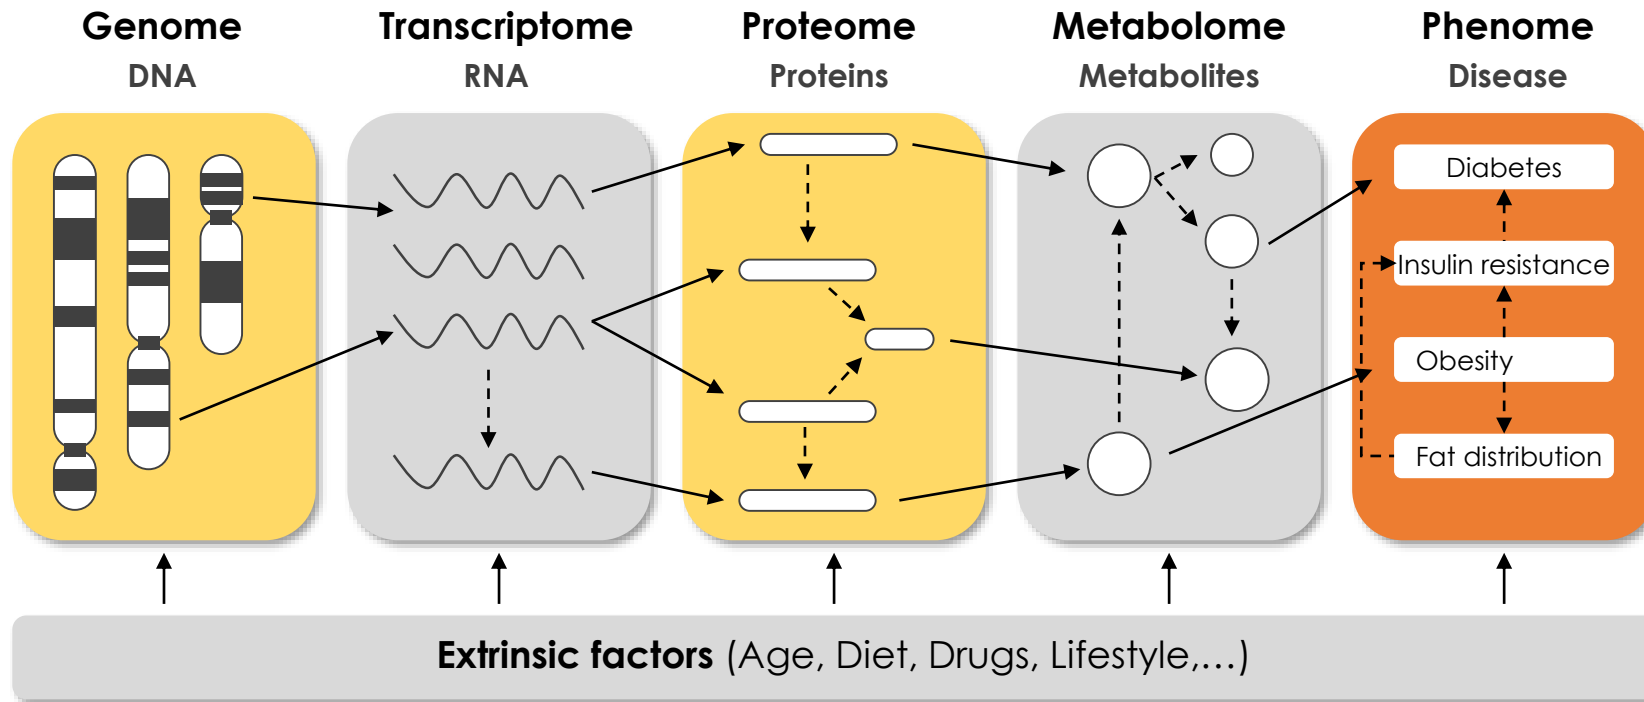 Genome
Transcriptome
Proteome
Metabolome
Phenome
DNA
RNA
Proteins
Metabolites
Disease
Diabetes
Insulin resistance
Obesity
Fat distribution
Extrinsic factors (Age, Diet, Drugs, Lifestyle,...)